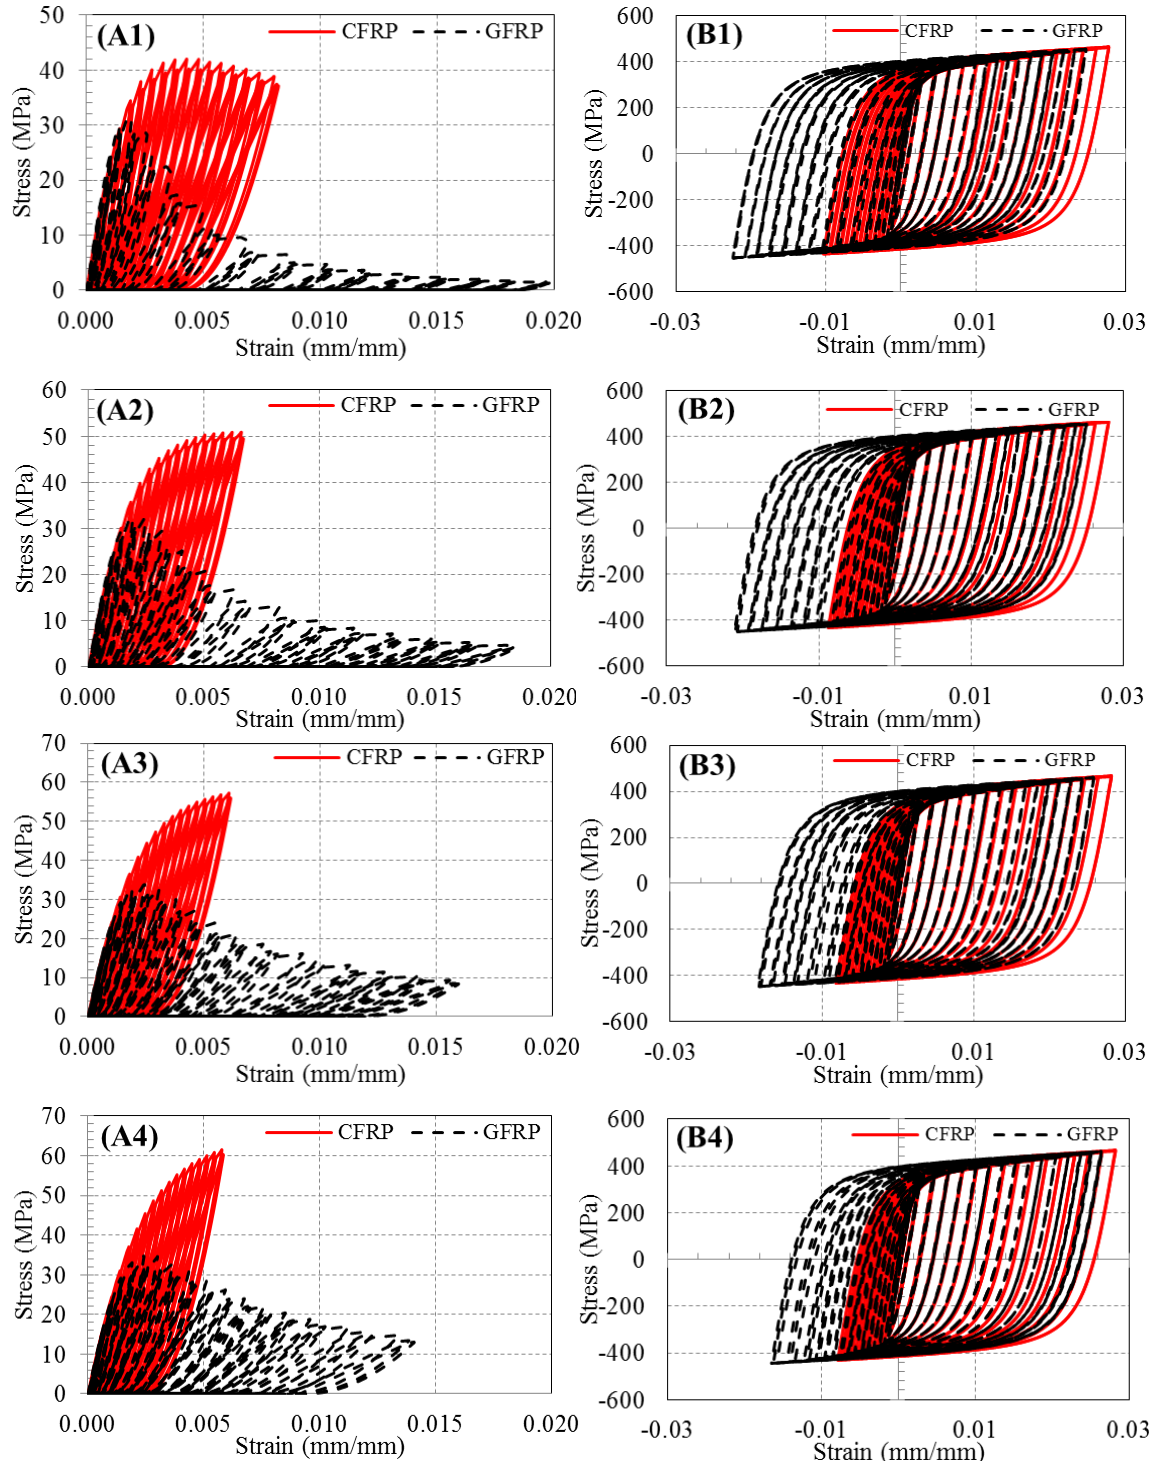 (A1) CFRP GFRP
50
40
30
20
10
0
Stress (MPa)
0.000 0.005 0.010 0.015 0.020
Strain (mm/mm)
(B1) CFRP GFRP
600
400
200
0
-200
-400
-600
Stress (MPa)
-0.03 -0.01 0.01 0.03
Strain (mm/mm)
(A2) CFRP GFRP
60
50
40
30
20
10
0
Stress (MPa)
0.000 0.005 0.010 0.015 0.020
Strain (mm/mm)
(B2) CFRP GFRP
600
400
200
0
-200
-400
-600
Stress (MPa)
-0.03 -0.01 0.01 0.03
Strain (mm/mm)
(A3) CFRP GFRP
70
60
50
40
30
20
10
0
Stress (MPa)
0.000 0.005 0.010 0.015 0.020
Strain (mm/mm)
(B3) CFRP GFRP
600
400
200
0
-200
-400
-600
Stress (MPa)
-0.03 -0.01 0.01 0.03
Strain (mm/mm)
(A4) CFRP GFRP
70
60
50
40
30
20
10
0
Stress (MPa)
0.000 0.005 0.010 0.015 0.020
Strain (mm/mm)
(B4) CFRP GFRP
600
400
200
0
-200
-400
-600
Stress (MPa)
-0.03 -0.01 0.01 0.03
Strain (mm/mm)